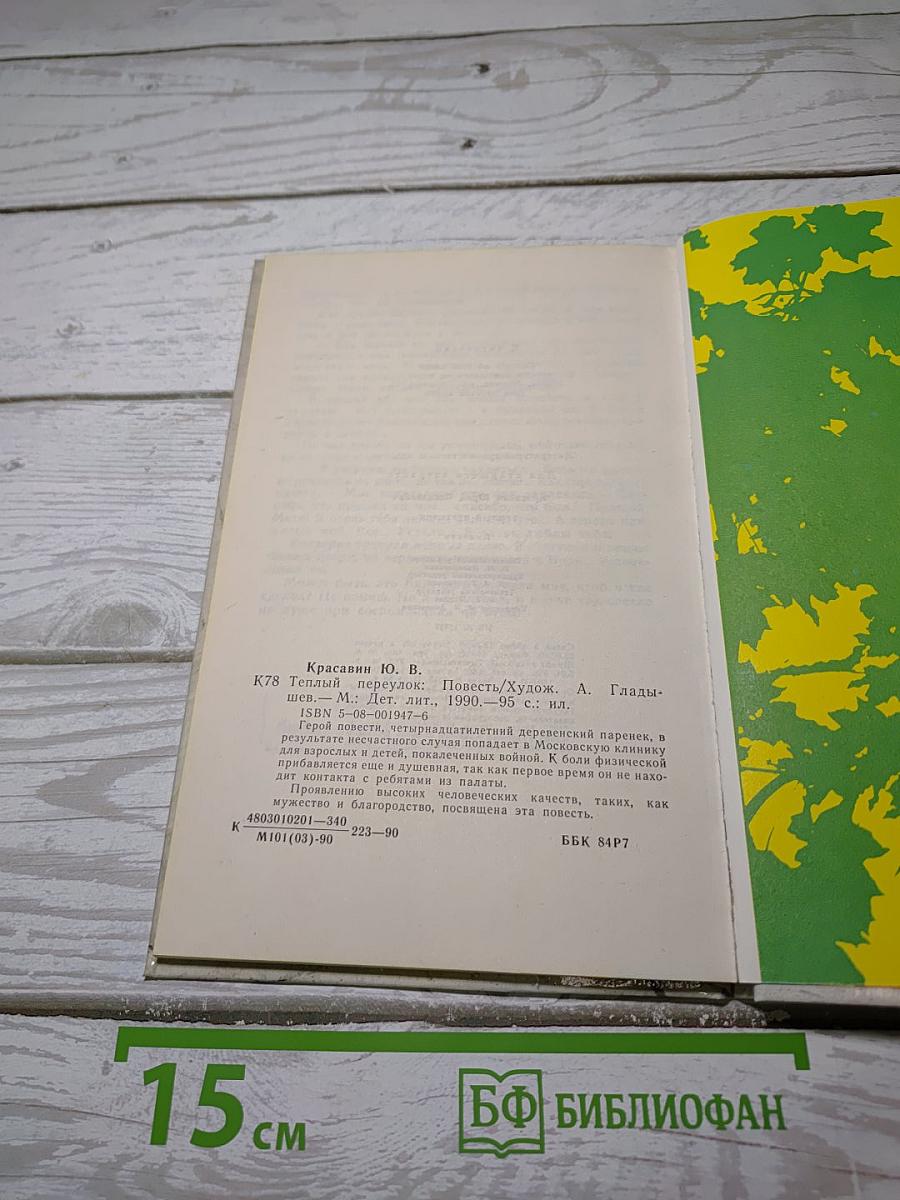 Красавин Ю. В.
К78 Теплый переулок: Повесть/Худож. А. Глады-
шев.— М.: Дет. лит., 1990.—95 с.: ил.
ISBN 5—08—001947—6
Герой повести, четырнадцатилетний деревенский паренек, в
результате несчастного случая попадает в Московскую клинику
для взрослых и детей, покалеченных войной. К боли физической
прибавляется еще и душевная, так как первое время он не нахо-
дит контакта с ребятами из палаты.
Проявлению высоких человеческих качеств, таких, как
мужество и благородство, посвящена эта повесть.
К 4803010201—340
М101(03)-90
223—90
ББК 84Р7
15 см
БФ БИБЛИОФАН